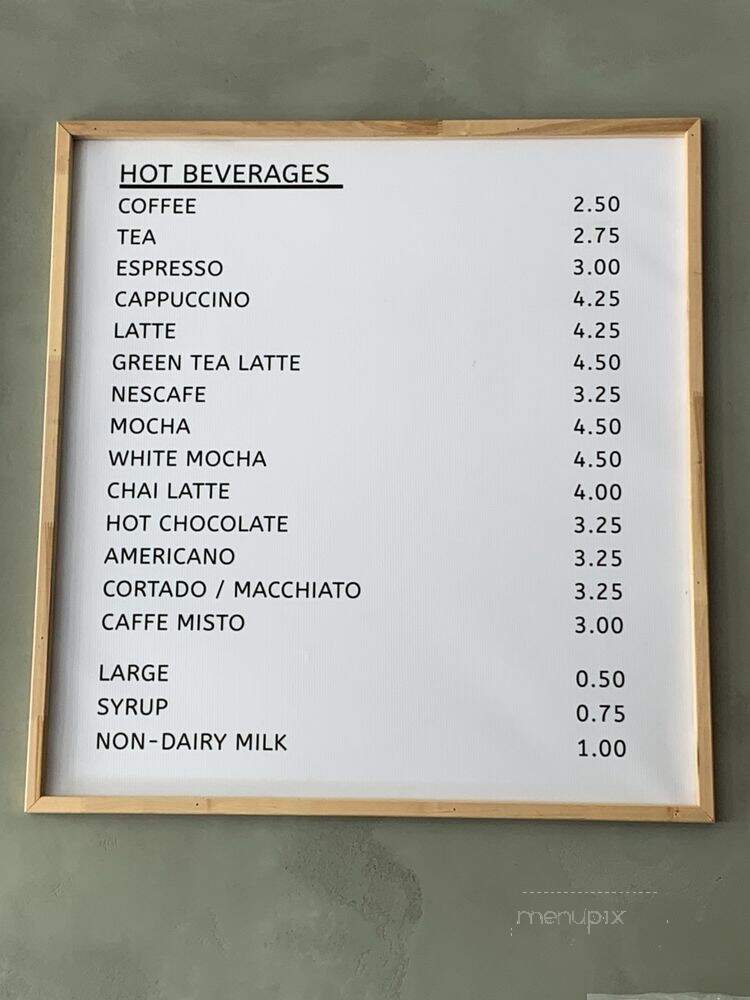 HOT BEVERAGES
COFFEE 2.50
TEA 2.75
ESPRESSO 3.00
CAPPUCCINO 4.25
LATTE 4.25
GREEN TEA LATTE 4.50
NESCAFE 3.25
MOCHA 4.50
WHITE MOCHA 4.50
CHAI LATTE 4.00
HOT CHOCOLATE 3.25
AMERICANO 3.25
CORTADO / MACCHIATO 3.25
CAFFE MISTO 3.00
LARGE 0.50
SYRUP 0.75
NON-DAIRY MILK 1.00
menupix